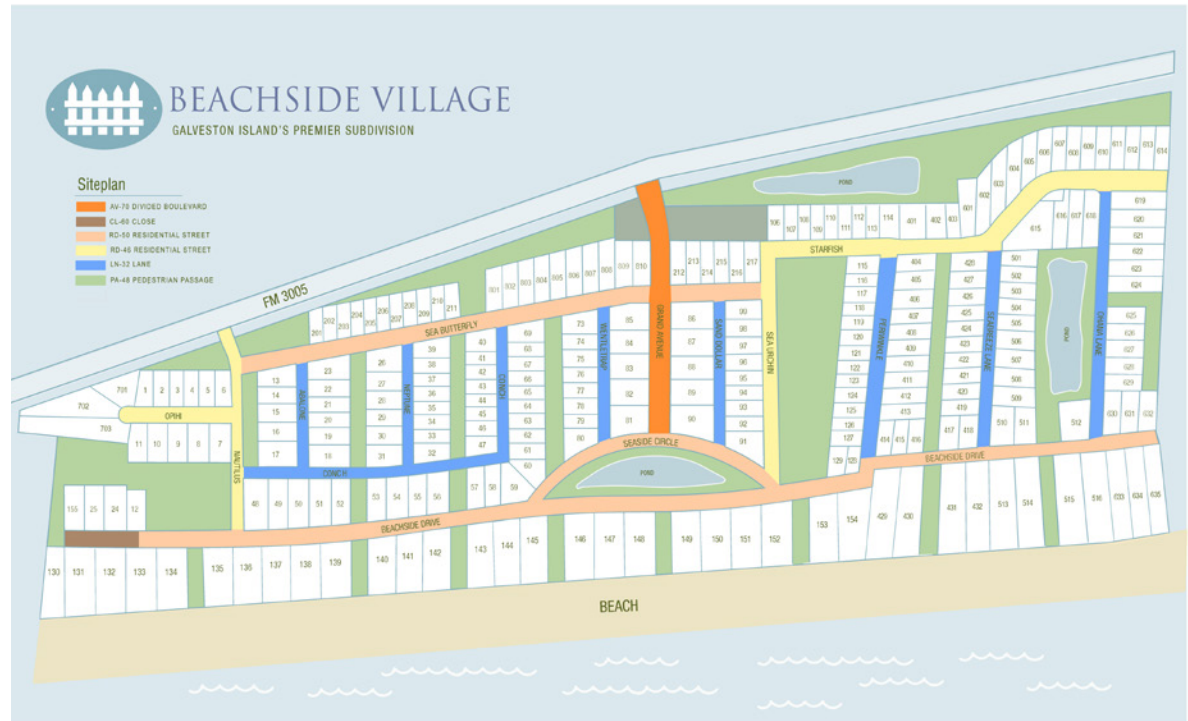 BEACHSIDE VILLAGE
GALVESTON ISLAND'S PREMIER SUBDIVISION
Siteplan
AV-70 DIVIDED BOULEVARD
CL-60 CLOSE
RD-50 RESIDENTIAL STREET
RD-46 RESIDENTIAL STREET
LN-32 LANE
PA-48 PEDESTRIAN PASSAGE
FM 3005
POND
607 608 609 610 611 612 613 614
601 602 603 604 605 606
106 107 108 109 110 111 112 113 114 401 402 403
615 616 617 618
619
620
621
622
623
624
STARFISH
801 802 803 804 805 806 807 808 809 810
212 213 214 215 216 217
201 202 203 204 205 206 207 208 209 210 211
SEA BUTTERFLY
GRAND AVENUE
SEA URCHIN
OPIHI
701
702
703
1 2 3 4 5 6
11 10 9 8 7
NAUTILUS
13
14
15
16
17
ABALONE
23
22
21
20
19
18
26
27
28
29
30
31
NEPTUNE
39
38
37
36
35
34
33
32
40
41
42
43
44
45
46
47
CONCH
69
68
67
66
65
64
63
62
61
60
73
74
75
76
77
78
79
80
WENTLETRAP
85
84
83
82
81
86
87
88
89
90
SAND DOLLAR
99
98
97
96
95
94
93
92
91
115
116
117
118
119
120
121
122
123
124
125
126
127
129 128
PERIWINKLE
404
405
406
407
408
409
410
411
412
413
414 415 416
428
427
426
425
424
423
422
421
420
419
417 418
SEABREEZE LANE
501
502
503
504
505
506
507
508
509
510 511
POND
512
OHANA LANE
625
626
627
628
629
630 631 632
CONCH
SEASIDE CIRCLE
POND
48 49 50 51 52
53 54 55 56
57 58 59
155 25 24 12
BEACHSIDE DRIVE
BEACHSIDE DRIVE
130 131 132 133 134
135 136 137 138 139
140 141 142
143 144 145
146 147 148
149 150 151 152
153 154 429 430
431 432 513 514
515 516 633 634 635
BEACH